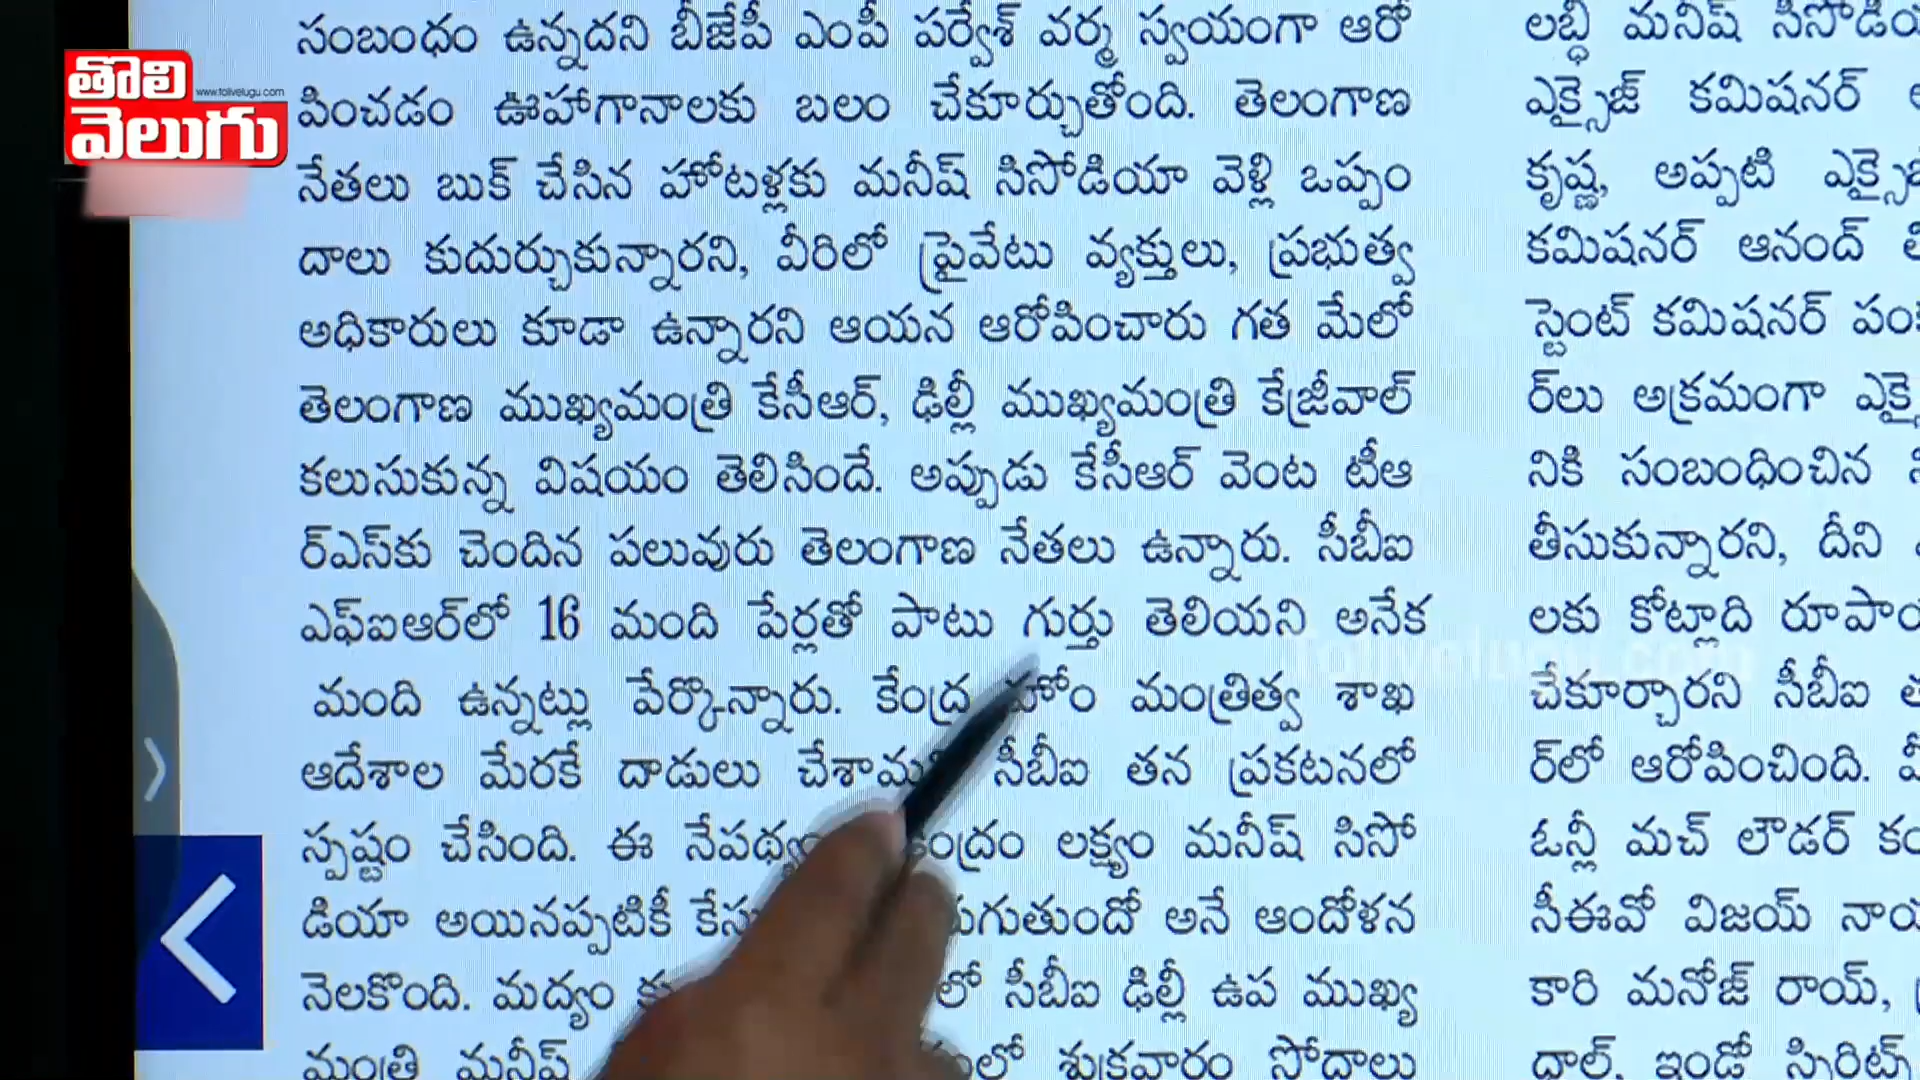 తొలి
వెలుగు
www.tolivelugu.com
సంబంధం ఉన్నదని బీజేపీ ఎంపీ పర్వేశ్ వర్మ స్వయంగా ఆరో
పించడం ఊహాగానాలకు బలం చేకూర్చుతోంది. తెలంగాణ
నేతలు బుక్ చేసిన హోటళ్లకు మనీష్ సిసోడియా వెళ్లి ఒప్పం
దాలు కుదుర్చుకున్నారని, వీరిలో ప్రైవేటు వ్యక్తులు, ప్రభుత్వ
అధికారులు కూడా ఉన్నారని ఆయన ఆరోపించారు గత మేలో
తెలంగాణ ముఖ్యమంత్రి కేసీఆర్, ఢిల్లీ ముఖ్యమంత్రి కేజ్రీవాల్
కలుసుకున్న విషయం తెలిసిందే. అప్పుడు కేసీఆర్ వెంట టీఆ
ర్ఎస్‌కు చెందిన పలువురు తెలంగాణ నేతలు ఉన్నారు. సీబీఐ
ఎఫ్ఐఆర్‌లో 16 మంది పేర్లతో పాటు గుర్తు తెలియని అనేక
మంది ఉన్నట్లు పేర్కొన్నారు. కేంద్ర హోం మంత్రిత్వ శాఖ
ఆదేశాల మేరకే దాడులు సీబీఐ తన ప్రకటనలో
స్పష్టం చేసింది. ఈ లక్ష్యం మనీష్ సిసో
డియా అయినప్పటికీ అనే ఆందోళన
నెలకొంది. మద్యం సీబీఐ ఢిల్లీ ఉప ముఖ్య
మంత్రి మనీష్ శుక్రవారం సోదాలు
లబ్ధి మనీష్
ఎక్సైజ్ కమిషనర్
కృష్ణ, అప్పటి
కమిషనర్ ఆనంద్
స్టెంట్ కమిషనర్
ర్‌లు అక్రమంగా
నికి సంబంధించిన
తీసుకున్నారని, దీని
లకు కోట్లాది
చేకూర్చారని సీబీఐ
ర్‌లో ఆరోపించింది.
ఓన్లీ మచ్ లౌడర్
సీఈవో విజయ్
కారి మనోజ్ రాయ్,
ధాల్, ఇండో స్పిరిట్స్
Tolivelugu.com